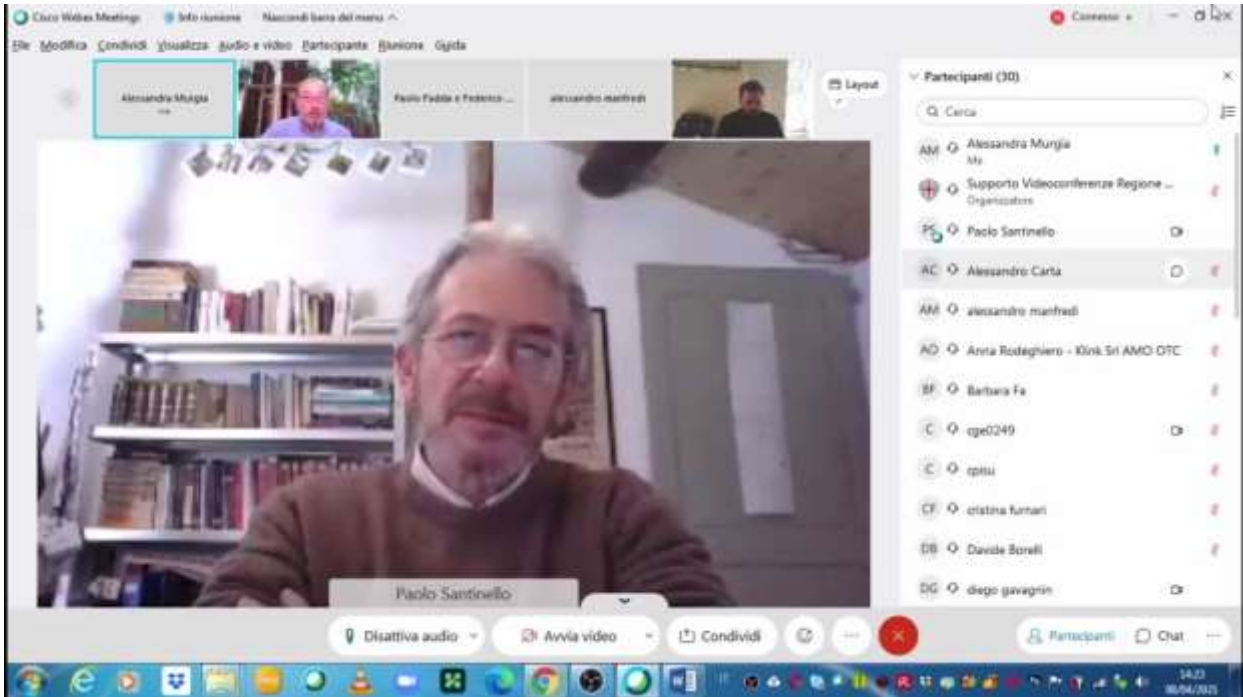 Cisco Webex Meetings Info riunione Nascondi barra del menu
Connesso
File Modifica Condividi Visualizza Audio e video Partecipante Riunione Guida
Alessandra Murgia
Paolo Fadda e Federico ...
alessandro manfredi
Layout
Paolo Santinello
Partecipanti (30)
Cerca
AM Alessandra Murgia
Me
Supporto Videoconferenze Regione ...
Organizzatore
PS Paolo Santinello
AC Alessandro Carta
AM alessandro manfredi
AO Anna Rodeghiero - Klink Srl AMO OTC
BF Barbara Fa
C cge0249
C cpisu
CF cristina furnari
DB Davide Borelli
DG diego gavagnin
Disattiva audio Avvia video Condividi
Partecipanti Chat
14:23